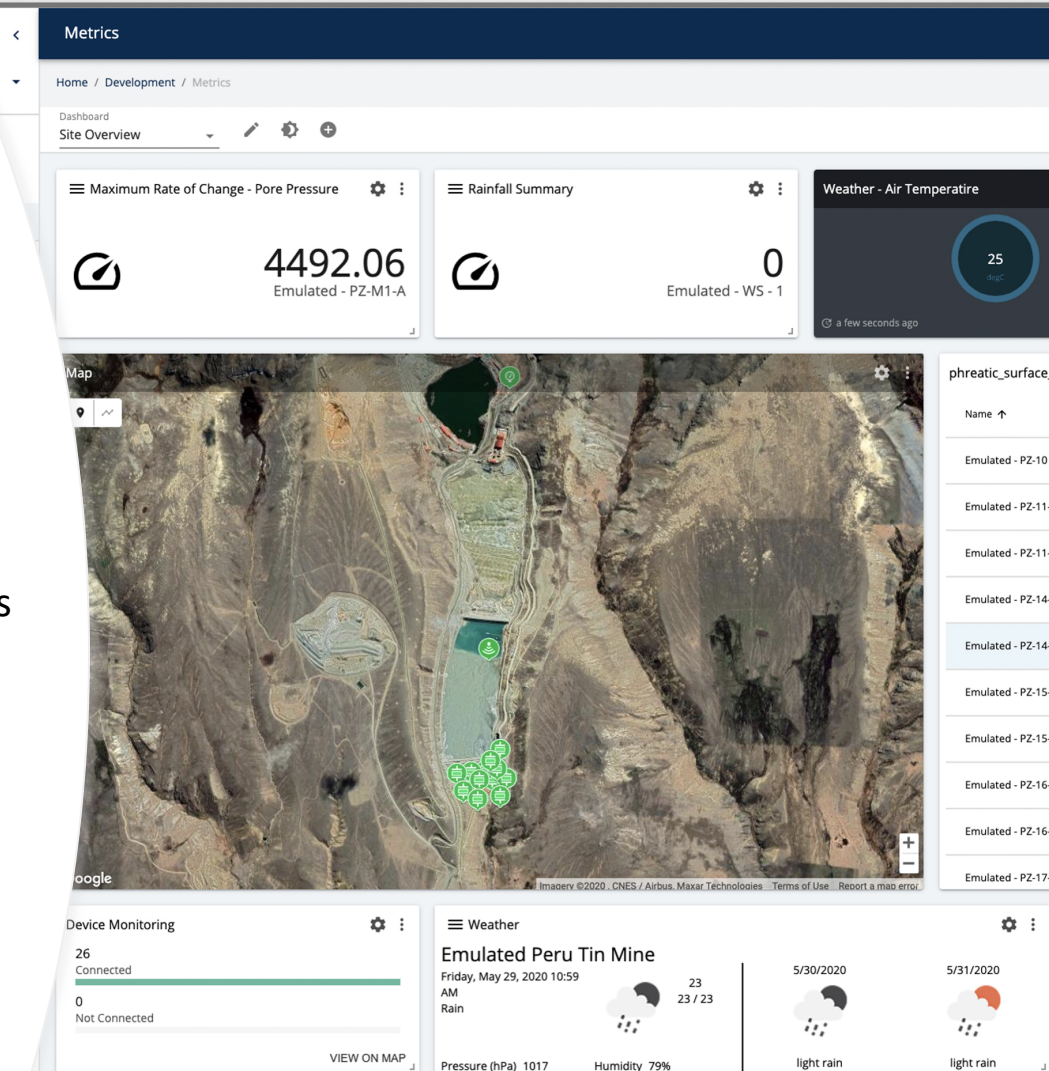 Metrics
Home / Development / Metrics
Dashboard
Site Overview
Maximum Rate of Change - Pore Pressure
4492.06
Emulated - PZ-M1-A
Rainfall Summary
0
Emulated - WS - 1
Weather - Air Temperatire
25
degC
a few seconds ago
Map
oogle
+
−
Imagery ©2020 , CNES / Airbus, Maxar Technologies Terms of Use Report a map error
phreatic_surface_
Name
Emulated - PZ-10
Emulated - PZ-11-
Emulated - PZ-11-
Emulated - PZ-14-
Emulated - PZ-14-
Emulated - PZ-15-
Emulated - PZ-15-
Emulated - PZ-16-
Emulated - PZ-16-
Emulated - PZ-17-
s
Device Monitoring
26
Connected
0
Not Connected
VIEW ON MAP
Weather
Emulated Peru Tin Mine
Friday, May 29, 2020 10:59
AM
Rain
23
23 / 23
Pressure (hPa) 1017 Humidity 79%
5/30/2020
light rain
5/31/2020
light rain